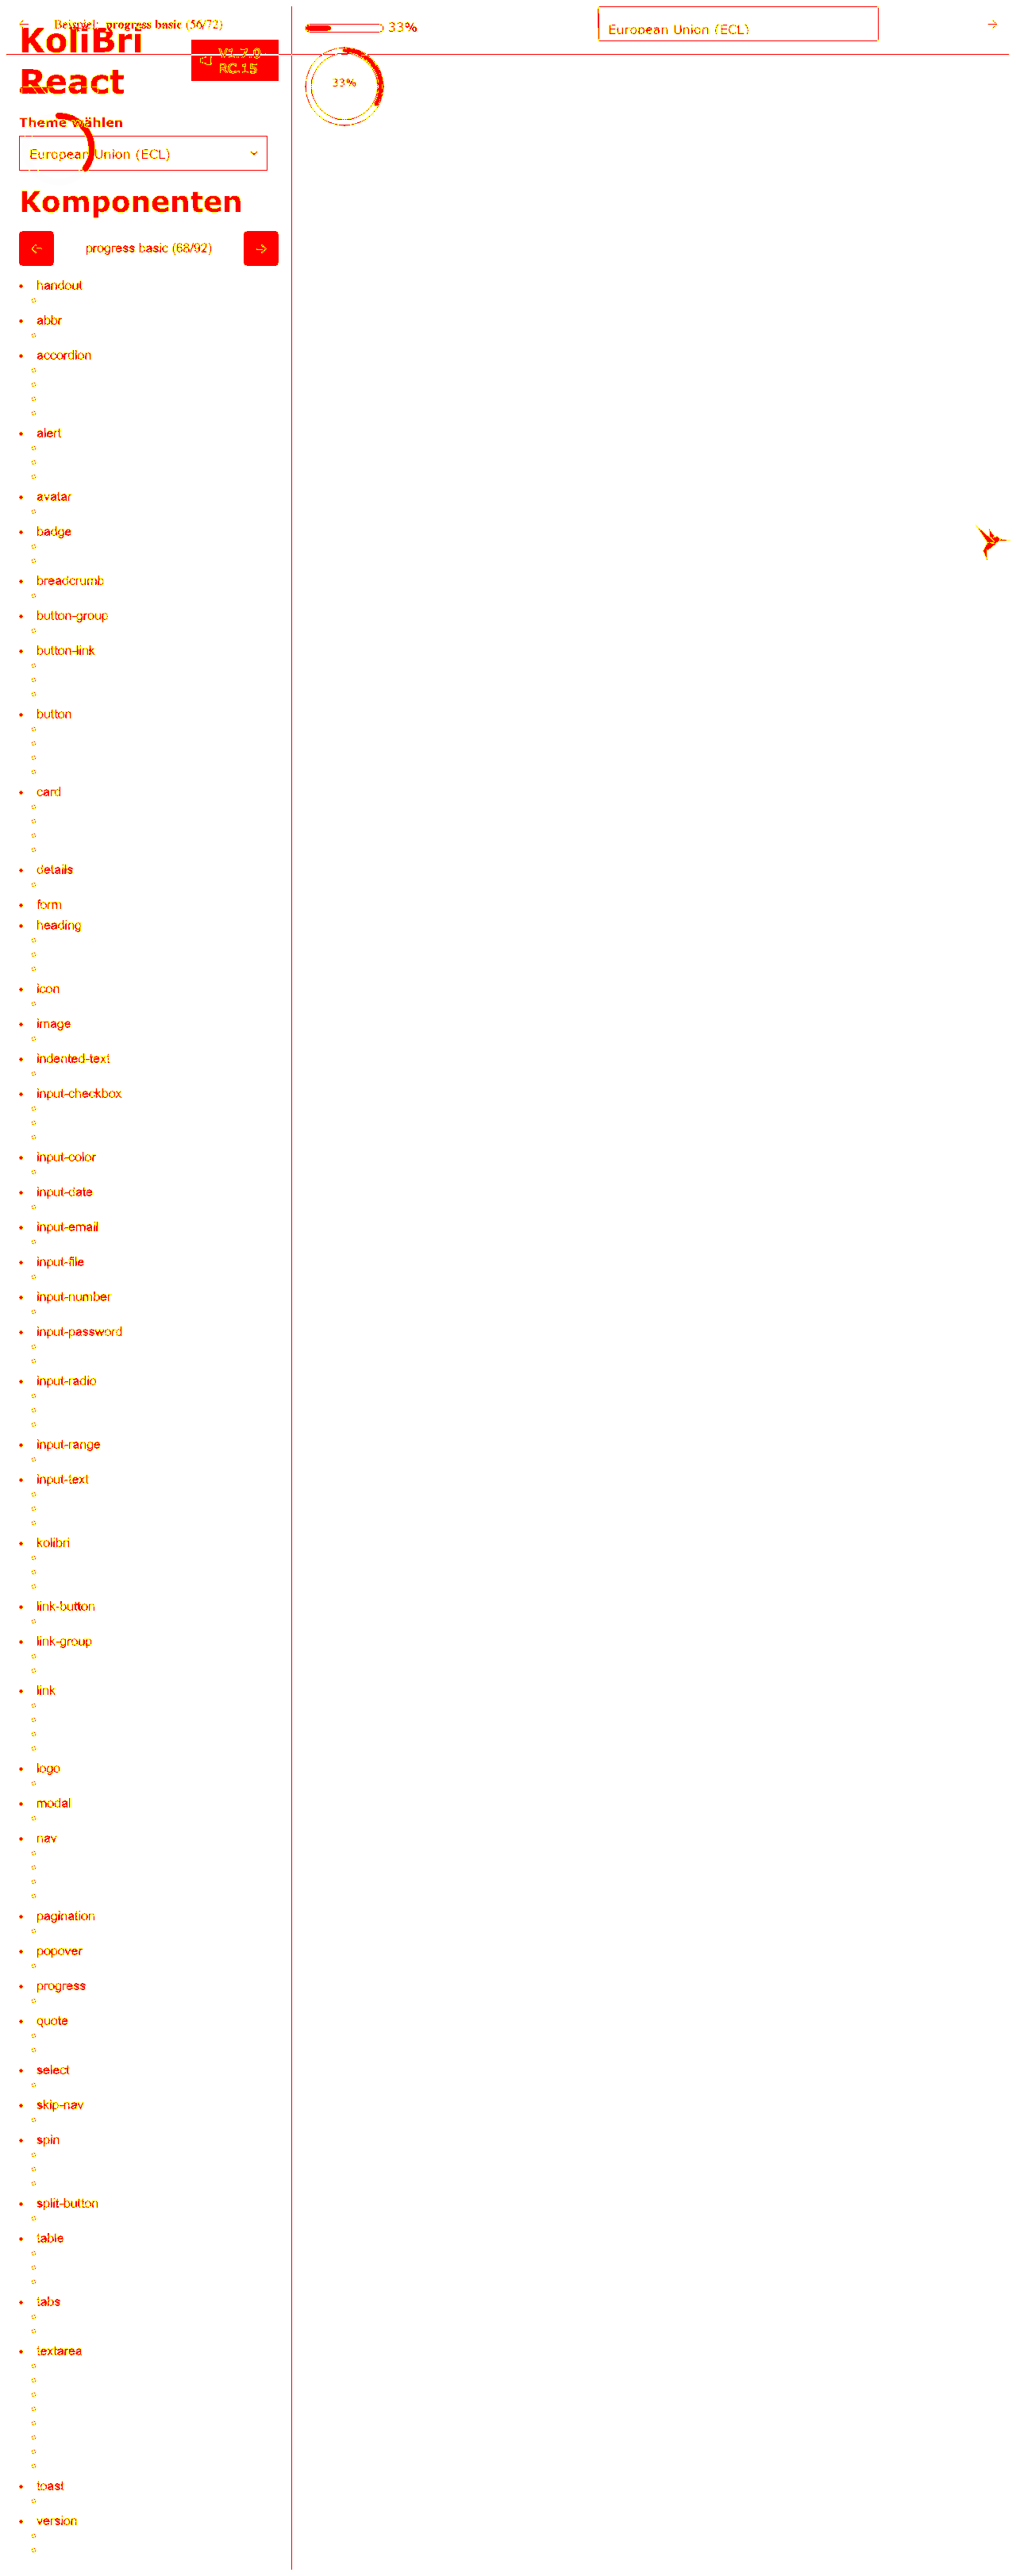 Beispiel: progress basic (56/72)
KoliBri
React
V1.7.0
RC.15
33%
33%
European Union (ECL)
Theme wählen
European Union (ECL)
Komponenten
progress basic (68/92)
handout
abbr
accordion
alert
avatar
badge
breadcrumb
button-group
button-link
button
card
details
form
heading
icon
image
indented-text
input-checkbox
input-color
input-date
input-email
input-file
input-number
input-password
input-radio
input-range
input-text
kolibri
link-button
link-group
link
logo
modal
nav
pagination
popover
progress
quote
select
skip-nav
spin
split-button
table
tabs
textarea
toast
version